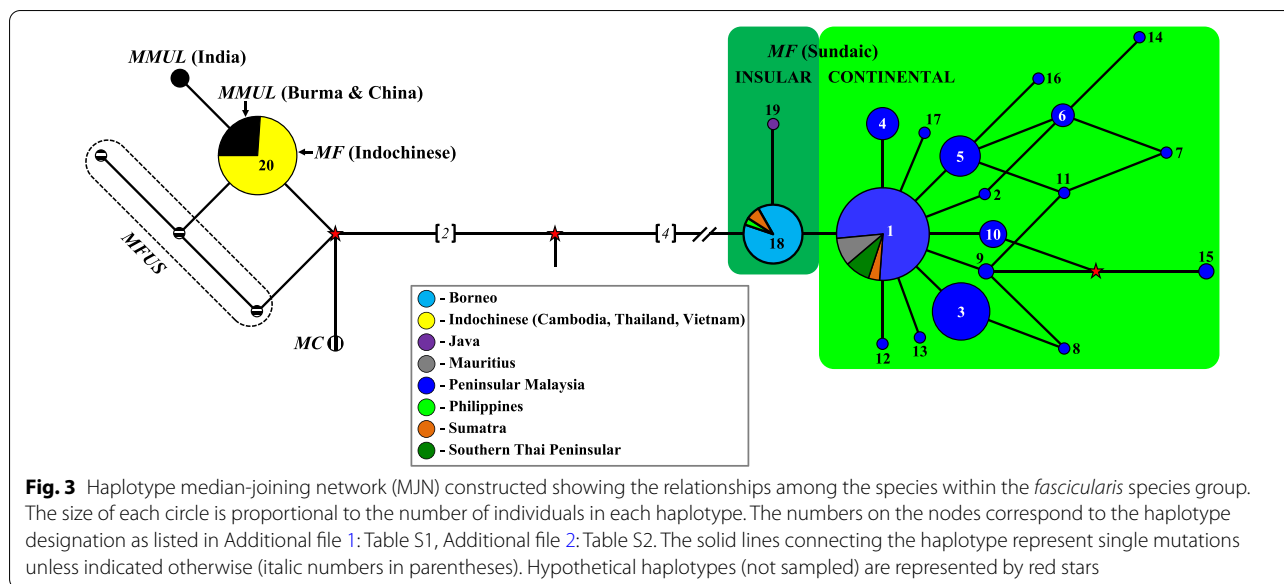 MF (Sundaic)
INSULAR CONTINENTAL
MMUL (India)
MMUL (Burma & China)
MF (Indochinese)
20
MFUS
MC
[2]
[4]
19
18
4
17
16
14
6
5
7
2
11
1
10
9
15
3
12
13
8
- Borneo
- Indochinese (Cambodia, Thailand, Vietnam)
- Java
- Mauritius
- Peninsular Malaysia
- Philippines
- Sumatra
- Southern Thai Peninsular
Fig. 3 Haplotype median-joining network (MJN) constructed showing the relationships among the species within the fascicularis species group.
The size of each circle is proportional to the number of individuals in each haplotype. The numbers on the nodes correspond to the haplotype
designation as listed in Additional file 1: Table S1, Additional file 2: Table S2. The solid lines connecting the haplotype represent single mutations
unless indicated otherwise (italic numbers in parentheses). Hypothetical haplotypes (not sampled) are represented by red stars